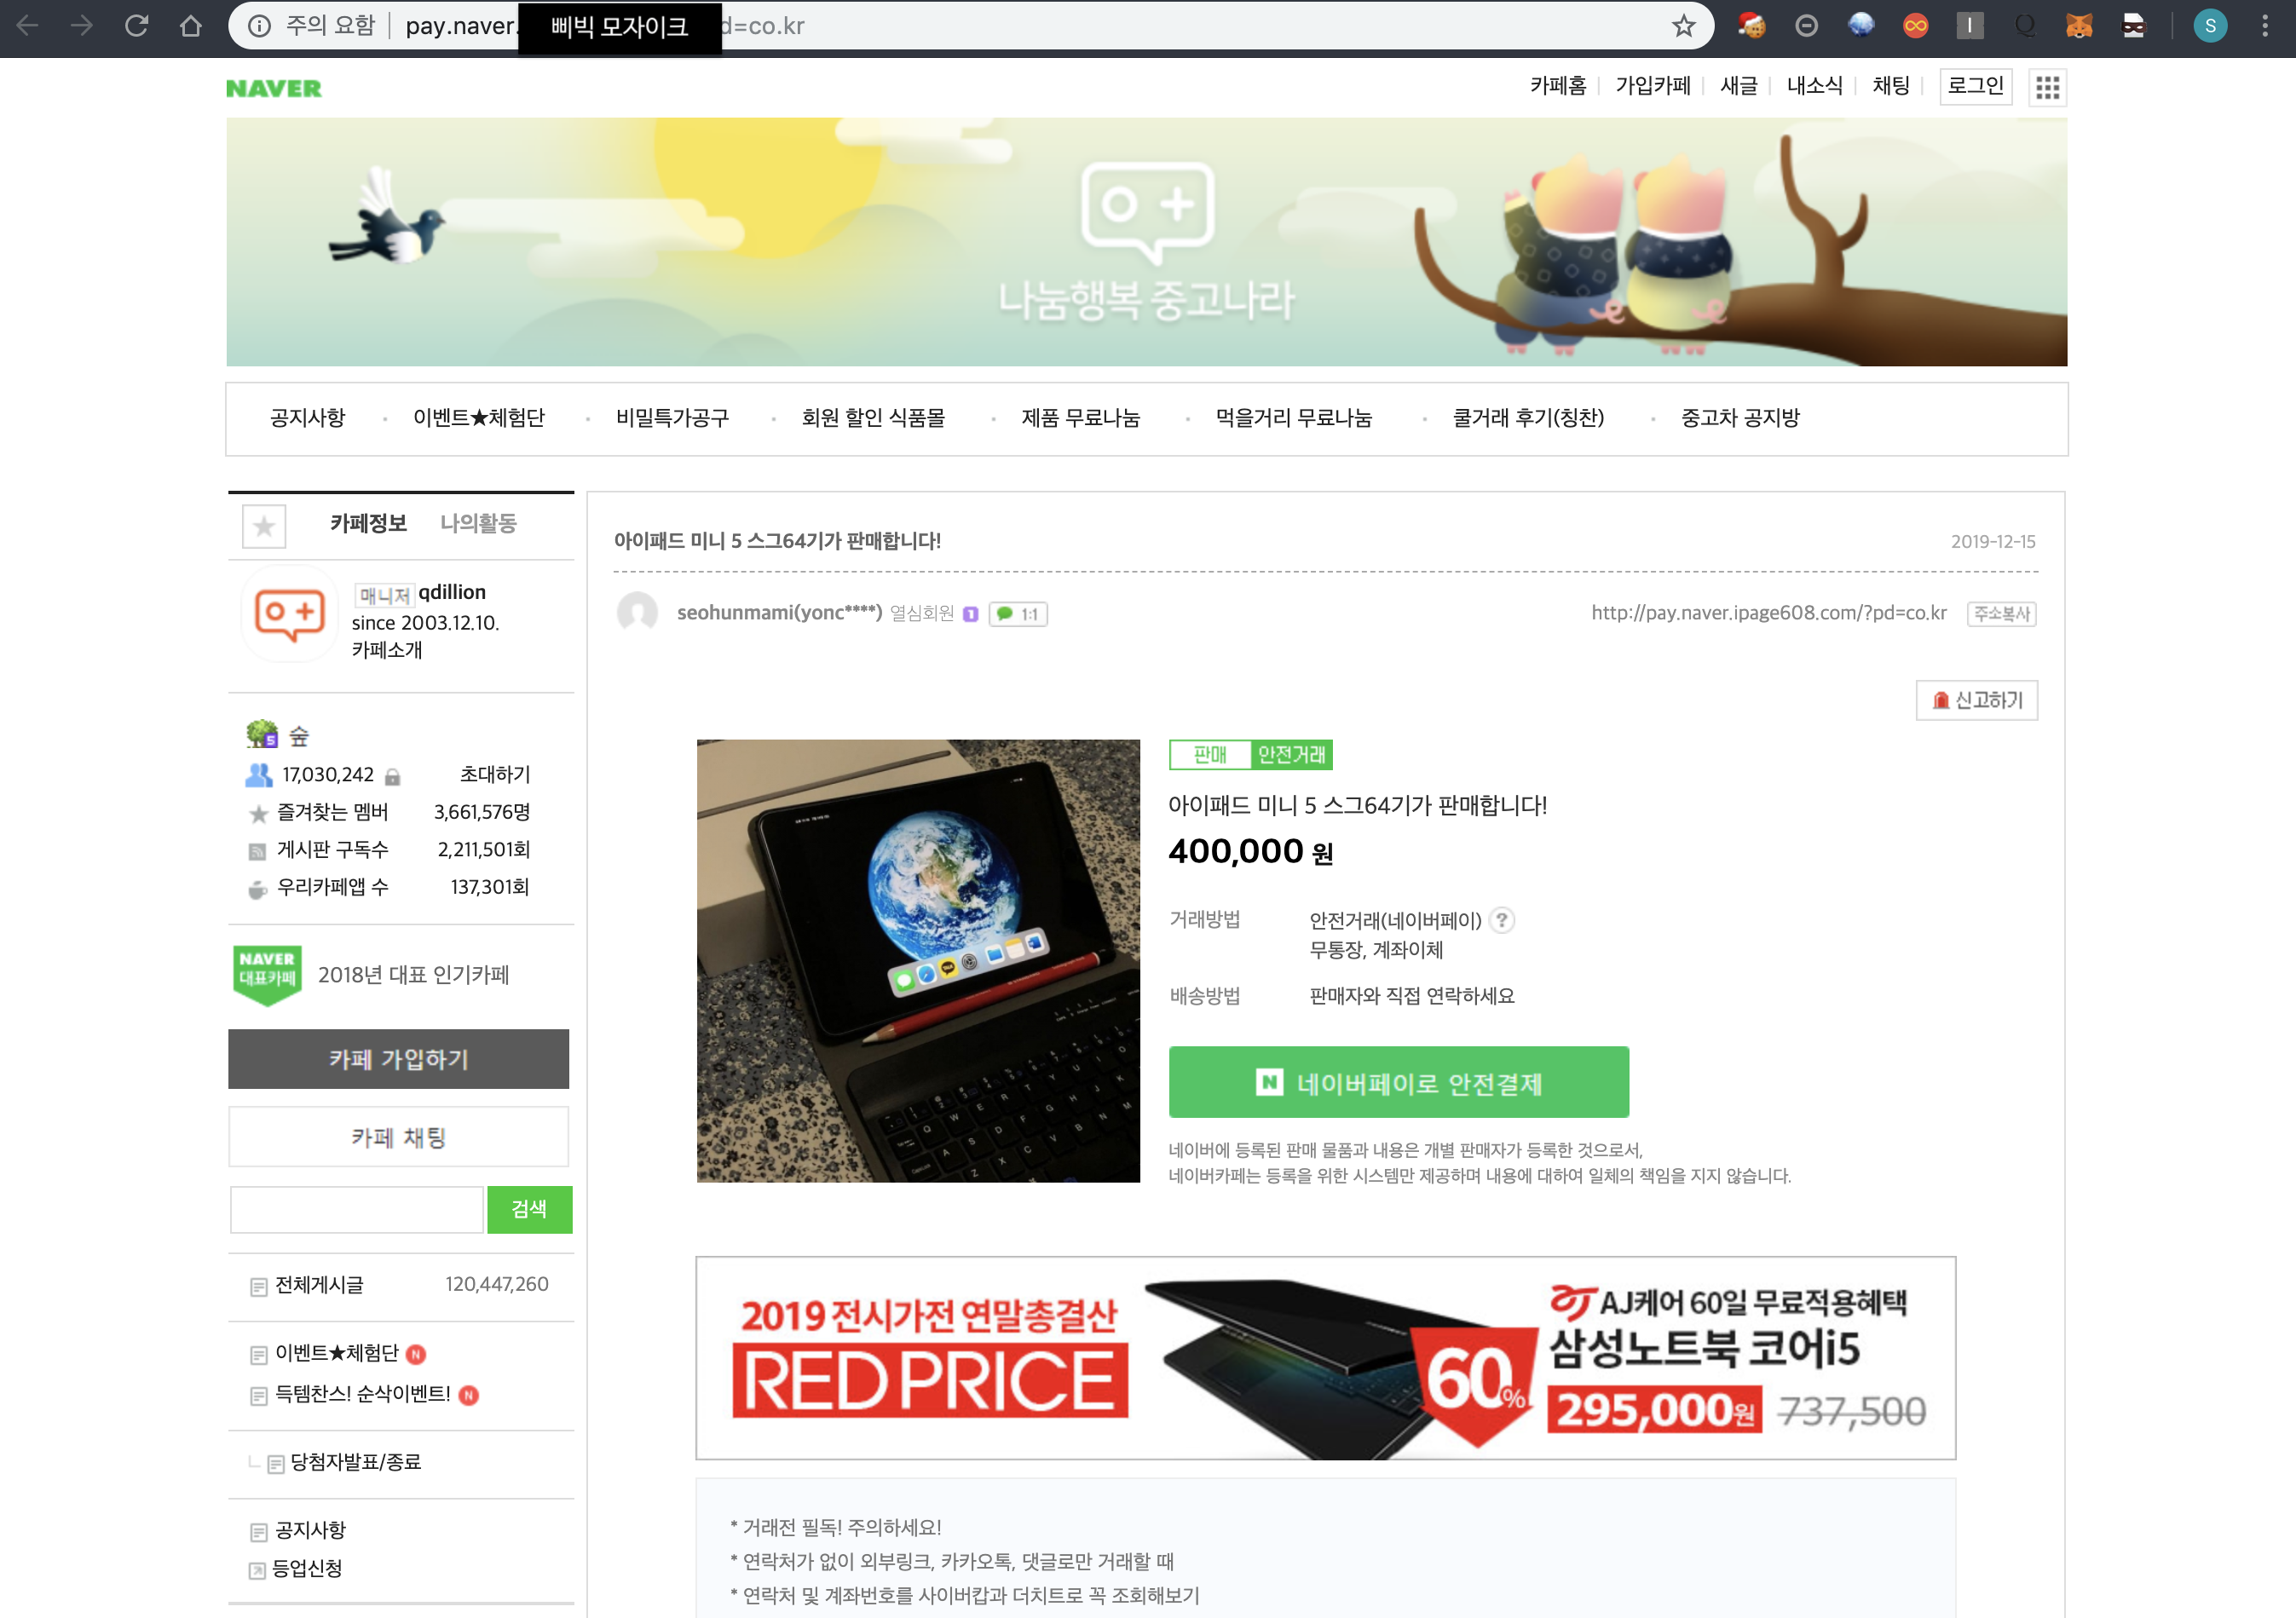 주의 요함 pay.naver. 삐빅 모자이크 d=co.kr
S
NAVER
카페홈 가입카페 새글 내소식 채팅 로그인
나눔행복 중고나라
공지사항 · 이벤트★체험단 · 비밀특가공구 · 회원 할인 식품몰 · 제품 무료나눔 · 먹을거리 무료나눔 · 쿨거래 후기(칭찬) · 중고차 공지방
카페정보 나의활동
매니저 qdillion
since 2003.12.10.
카페소개
5 숲
17,030,242 초대하기
즐겨찾는 멤버 3,661,576명
게시판 구독수 2,211,501회
우리카페앱 수 137,301회
NAVER
대표카페
2018년 대표 인기카페
카페 가입하기
카페 채팅
검색
전체게시글 120,447,260
이벤트★체험단 N
득템찬스! 순삭이벤트! N
당첨자발표/종료
공지사항
등업신청
아이패드 미니 5 스그64기가 판매합니다! 2019-12-15
seohunmami(yonc****) 열심회원 1 1:1 http://pay.naver.ipage608.com/?pd=co.kr 주소복사
신고하기
판매 안전거래
아이패드 미니 5 스그64기가 판매합니다!
400,000 원
거래방법 안전거래(네이버페이) ?
무통장, 계좌이체
배송방법 판매자와 직접 연락하세요
N 네이버페이로 안전결제
네이버에 등록된 판매 물품과 내용은 개별 판매자가 등록한 것으로서,
네이버카페는 등록을 위한 시스템만 제공하며 내용에 대하여 일체의 책임을 지지 않습니다.
2019 전시가전 연말총결산
RED PRICE
60%
AJ케어 60일 무료적용혜택
삼성노트북 코어i5
295,000원 737,500
* 거래전 필독! 주의하세요!
* 연락처가 없이 외부링크, 카카오톡, 댓글로만 거래할 때
* 연락처 및 계좌번호를 사이버캅과 더치트로 꼭 조회해보기